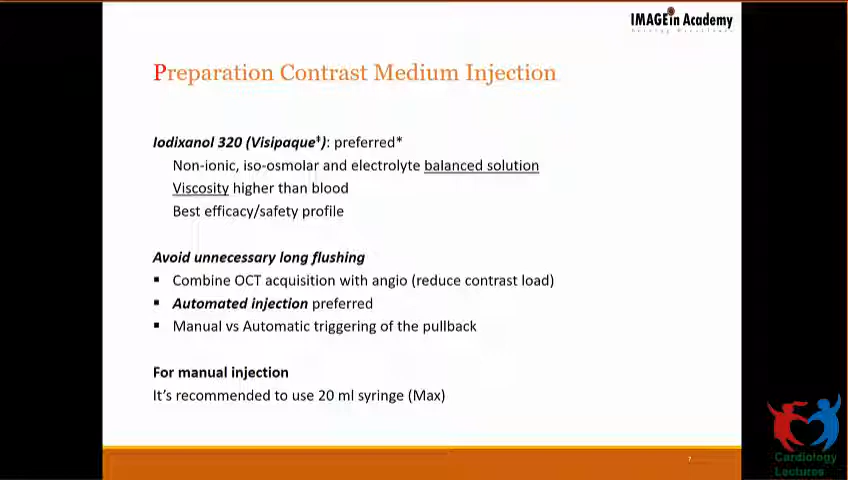 IMAGEin Academy
Preparation Contrast Medium Injection
Iodixanol 320 (Visipaque‡): preferred*
Non-ionic, iso-osmolar and electrolyte balanced solution
Viscosity higher than blood
Best efficacy/safety profile
Avoid unnecessary long flushing
▪ Combine OCT acquisition with angio (reduce contrast load)
▪ Automated injection preferred
▪ Manual vs Automatic triggering of the pullback
For manual injection
It's recommended to use 20 ml syringe (Max)
7
Cardiology
Lectures